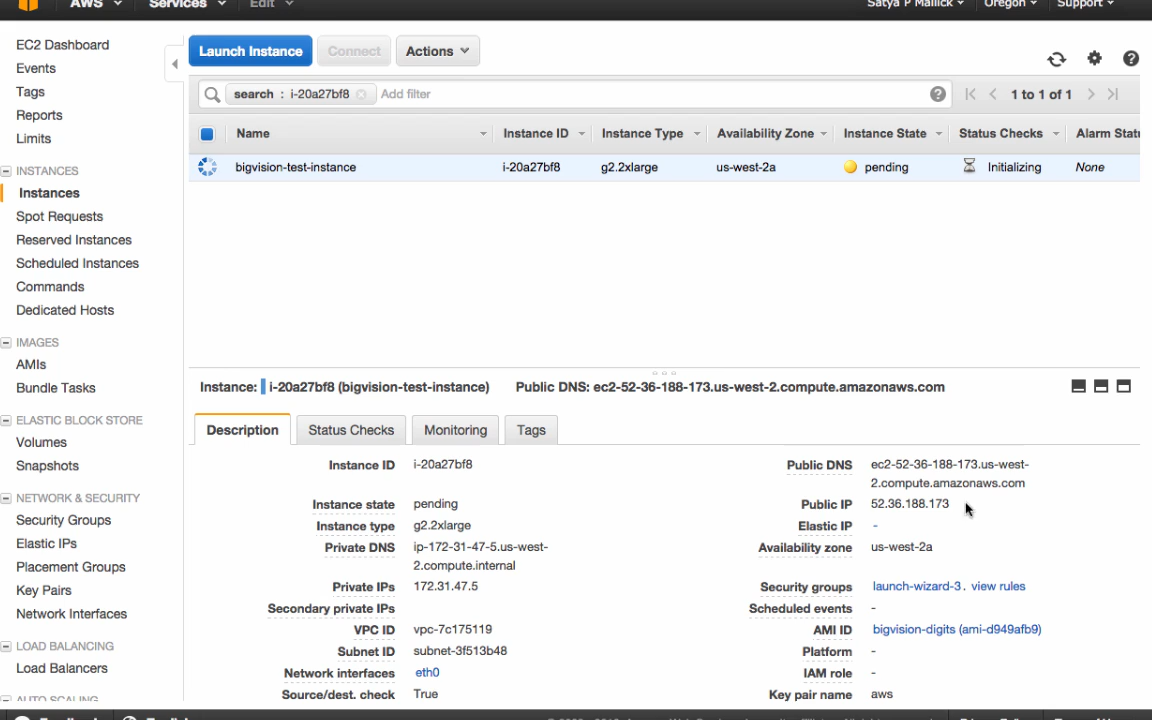 AWS Services Edit Satya P Mallick Oregon Support
EC2 Dashboard
Events
Tags
Reports
Limits
INSTANCES
Instances
Spot Requests
Reserved Instances
Scheduled Instances
Commands
Dedicated Hosts
IMAGES
AMIs
Bundle Tasks
ELASTIC BLOCK STORE
Volumes
Snapshots
NETWORK & SECURITY
Security Groups
Elastic IPs
Placement Groups
Key Pairs
Network Interfaces
LOAD BALANCING
Load Balancers
AUTO SCALING
Launch Instance Connect Actions
search : i-20a27bf8 Add filter 1 to 1 of 1
Name Instance ID Instance Type Availability Zone Instance State Status Checks Alarm Statu
bigvision-test-instance i-20a27bf8 g2.2xlarge us-west-2a pending Initializing None
Instance: i-20a27bf8 (bigvision-test-instance) Public DNS: ec2-52-36-188-173.us-west-2.compute.amazonaws.com
Description Status Checks Monitoring Tags
Instance ID i-20a27bf8
Instance state pending
Instance type g2.2xlarge
Private DNS ip-172-31-47-5.us-west-
2.compute.internal
Private IPs 172.31.47.5
Secondary private IPs
VPC ID vpc-7c175119
Subnet ID subnet-3f513b48
Network interfaces eth0
Source/dest. check True
Public DNS ec2-52-36-188-173.us-west-
2.compute.amazonaws.com
Public IP 52.36.188.173
Elastic IP -
Availability zone us-west-2a
Security groups launch-wizard-3. view rules
Scheduled events -
AMI ID bigvision-digits (ami-d949afb9)
Platform -
IAM role -
Key pair name aws